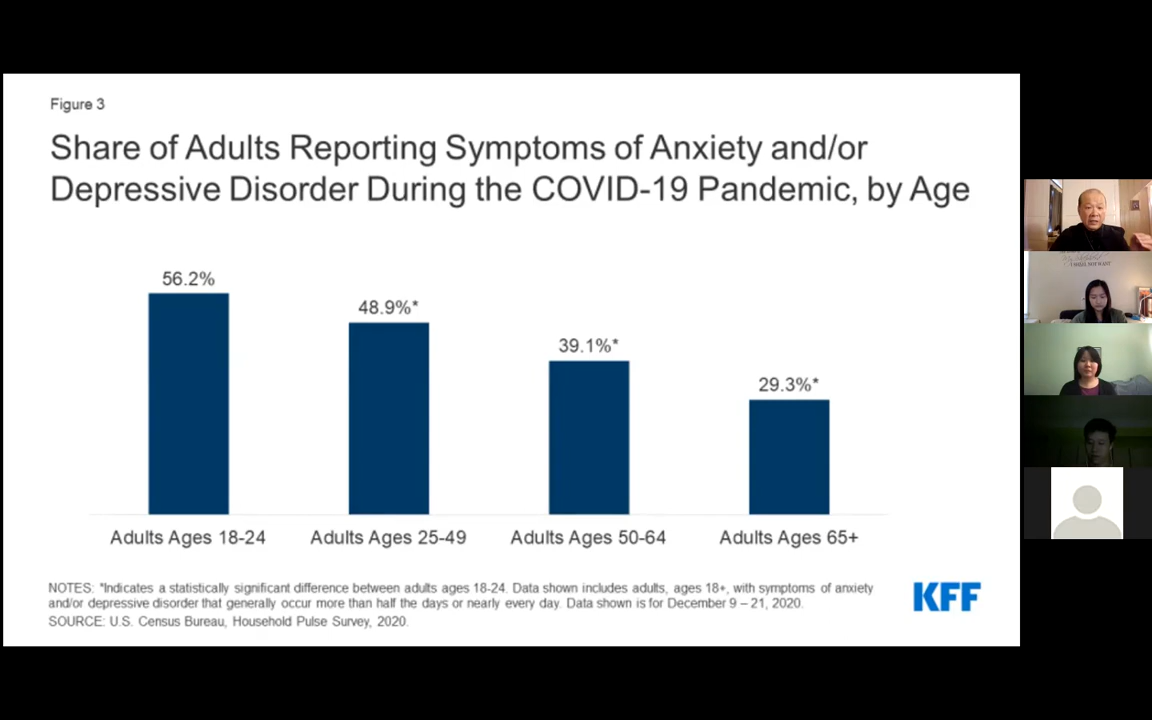 Figure 3
Share of Adults Reporting Symptoms of Anxiety and/or
Depressive Disorder During the COVID-19 Pandemic, by Age
56.2%
48.9%*
39.1%*
29.3%*
Adults Ages 18-24
Adults Ages 25-49
Adults Ages 50-64
Adults Ages 65+
NOTES: *Indicates a statistically significant difference between adults ages 18-24. Data shown includes adults, ages 18+, with symptoms of anxiety
and/or depressive disorder that generally occur more than half the days or nearly every day. Data shown is for December 9 – 21, 2020.
SOURCE: U.S. Census Bureau, Household Pulse Survey, 2020.
KFF